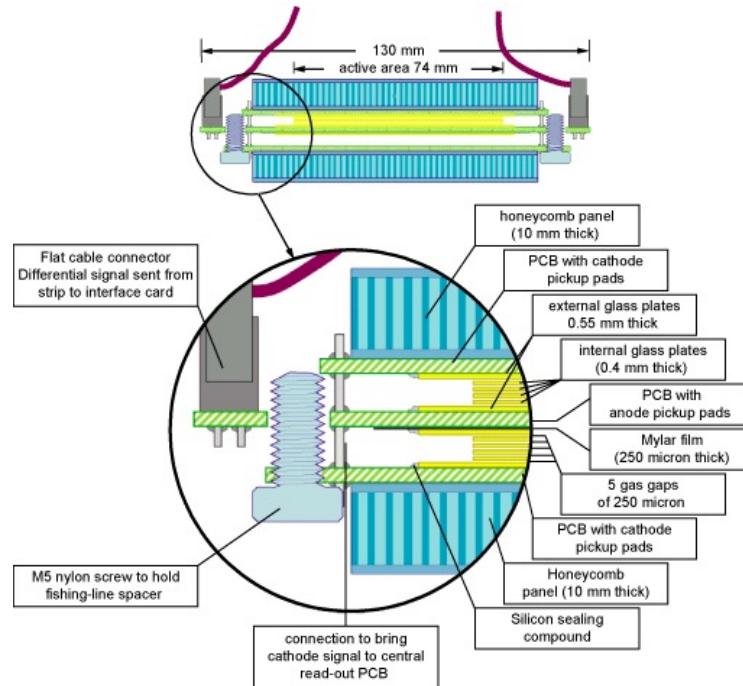 130 mm
active area 74 mm
honeycomb panel
(10 mm thick)
Flat cable connector
Differential signal sent from
strip to interface card
PCB with cathode
pickup pads
external glass plates
0.55 mm thick
internal glass plates
(0.4 mm thick)
PCB with
anode pickup pads
Mylar film
(250 micron thick)
5 gas gaps
of 250 micron
PCB with cathode
pickup pads
M5 nylon screw to hold
fishing-line spacer
Honeycomb
panel (10 mm thick)
Silicon sealing
compound
connection to bring
cathode signal to central
read-out PCB